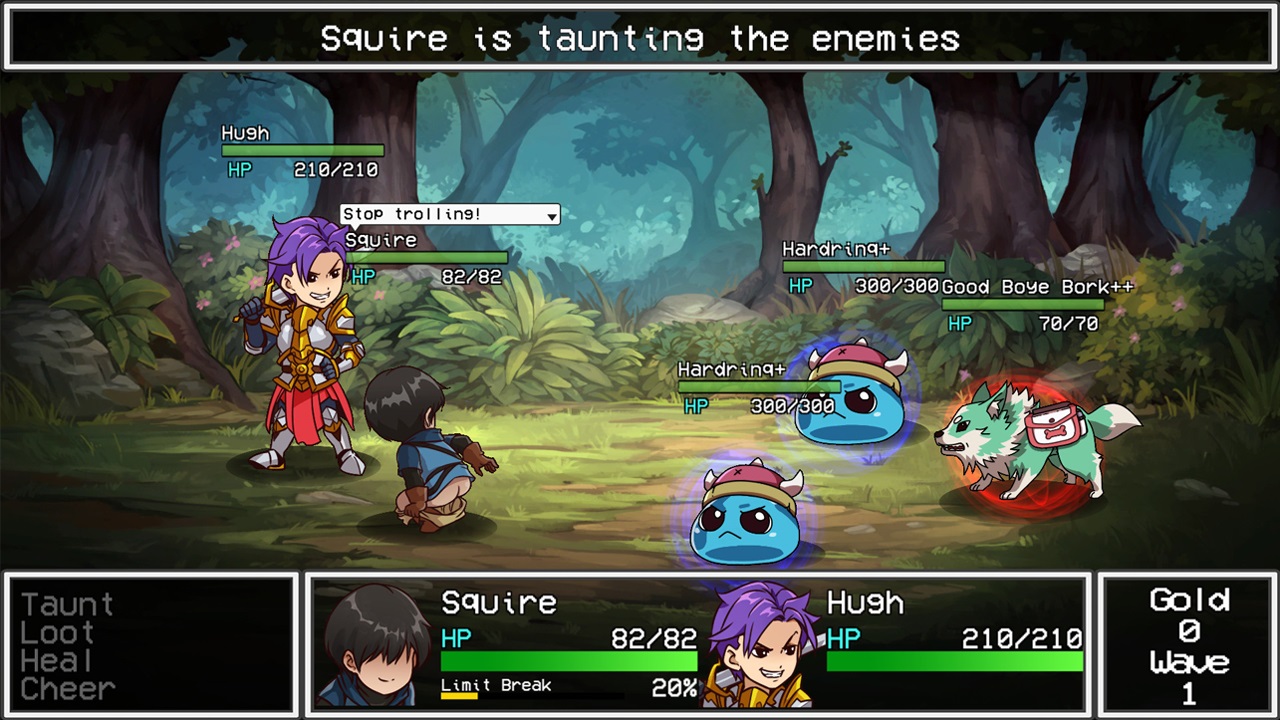 Squire is taunting the enemies
Hugh
HP 210/210
Stop trolling!
Squire
HP 82/82
Hardring+
HP 300/300
Good Boye Bork++
HP 70/70
Hardring+
HP 300/300
Taunt
Loot
Heal
Cheer
Squire
HP 82/82
Limit Break 20%
Hugh
HP 210/210
Gold
0
Wave
1